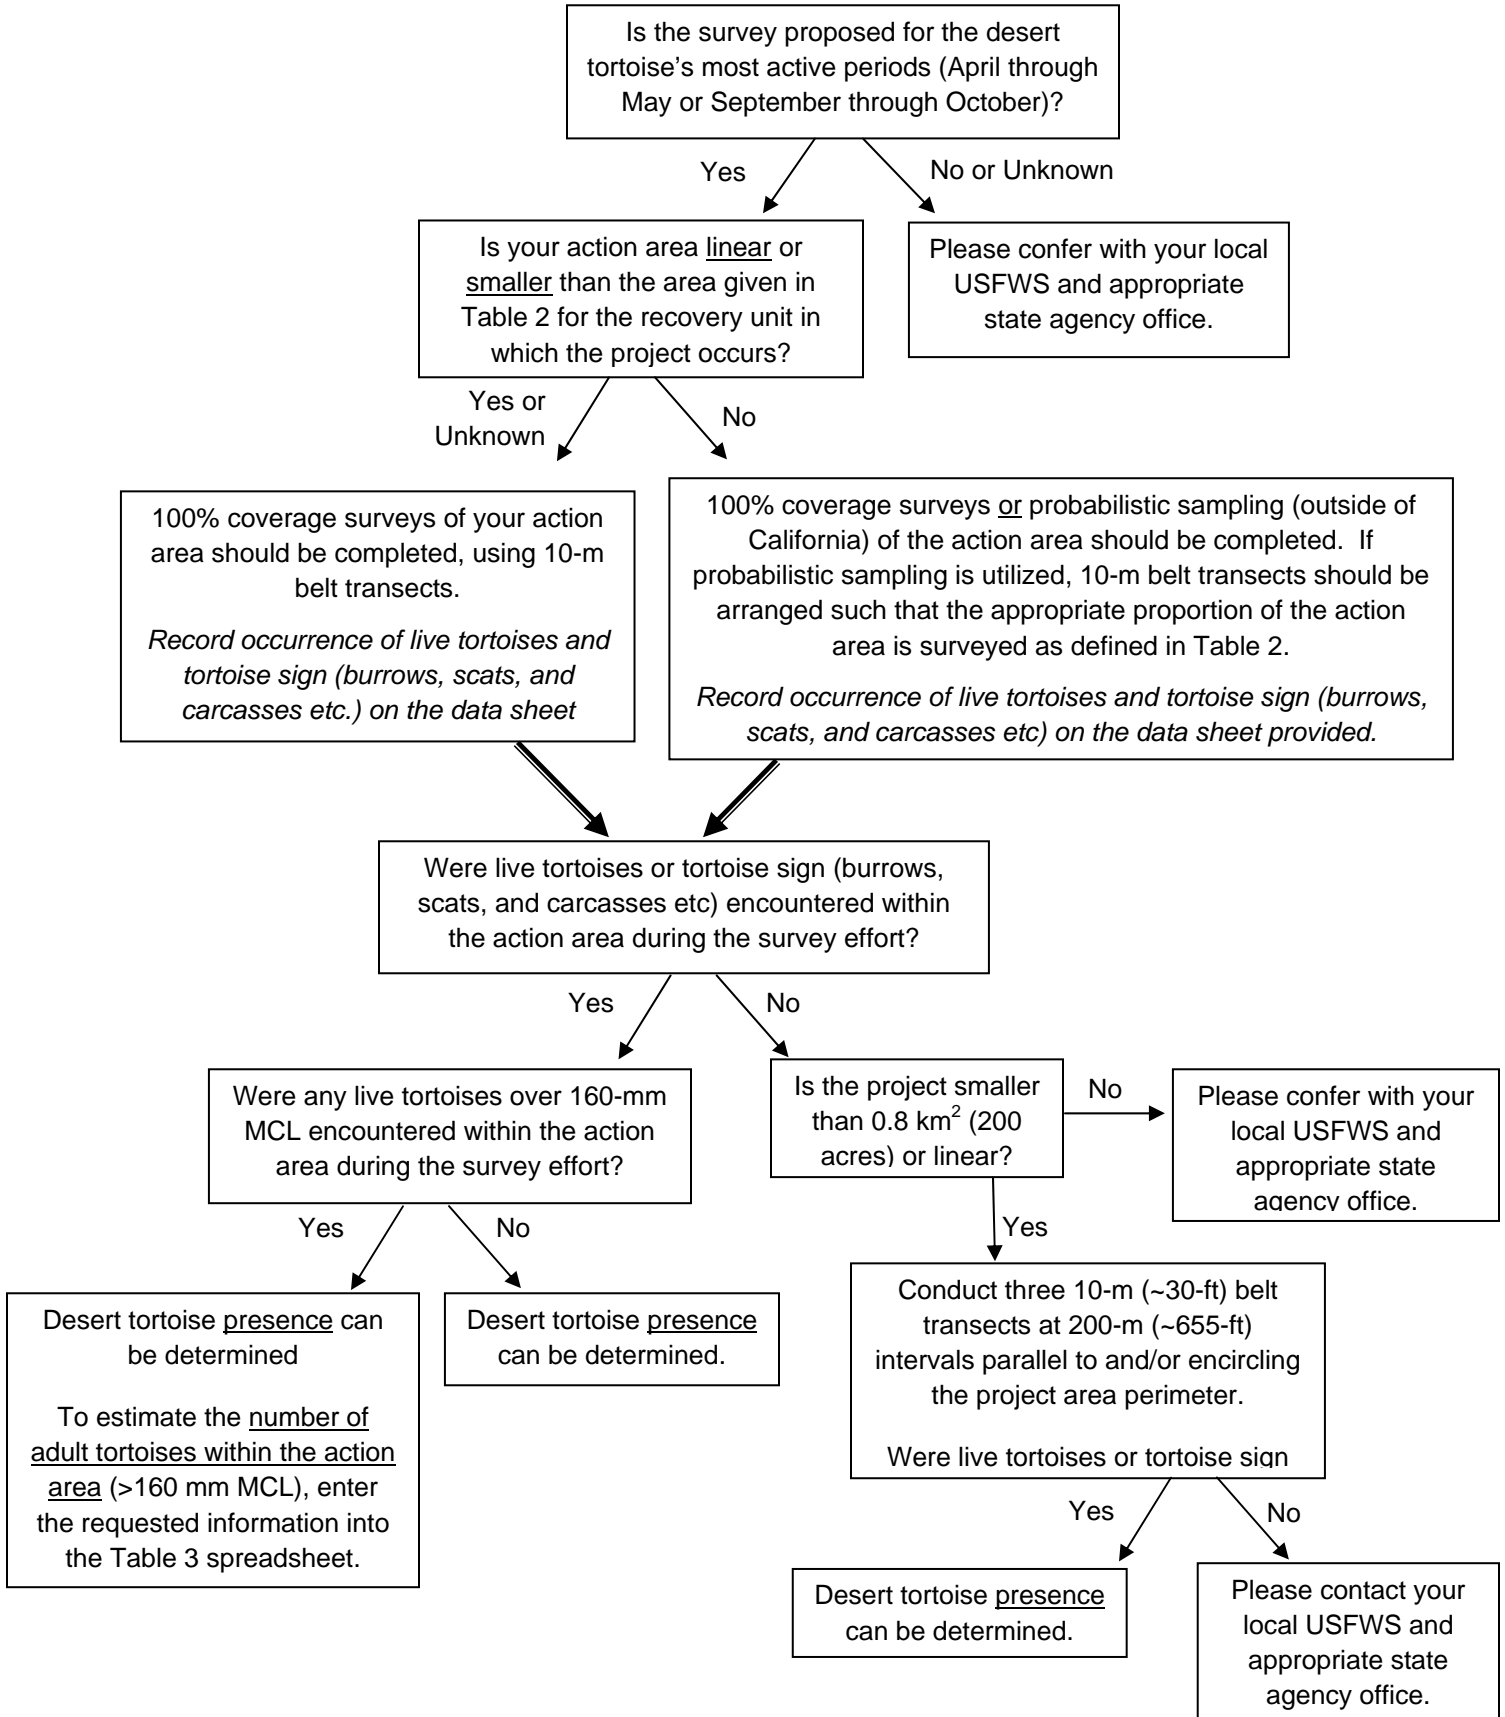 Is the survey proposed for the desert
tortoise's most active periods (April through
May or September through October)?
Yes
No or Unknown
Is your action area linear or
smaller than the area given in
Table 2 for the recovery unit in
which the project occurs?
Please confer with your local
USFWS and appropriate
state agency office.
Yes or
Unknown
No
100% coverage surveys of your action
area should be completed, using 10-m
belt transects.
Record occurrence of live tortoises and
tortoise sign (burrows, scats, and
carcasses etc.) on the data sheet
100% coverage surveys or probabilistic sampling (outside of
California) of the action area should be completed.  If
probabilistic sampling is utilized, 10-m belt transects should be
arranged such that the appropriate proportion of the action
area is surveyed as defined in Table 2.
Record occurrence of live tortoises and tortoise sign (burrows,
scats, and carcasses etc) on the data sheet provided.
Were live tortoises or tortoise sign (burrows,
scats, and carcasses etc) encountered within
the action area during the survey effort?
Yes
No
Were any live tortoises over 160-mm
MCL encountered within the action
area during the survey effort?
Is the project smaller
than 0.8 km² (200
acres) or linear?
No
Please confer with your
local USFWS and
appropriate state
agency office.
Yes
No
Yes
Desert tortoise presence can
be determined
To estimate the number of
adult tortoises within the action
area (>160 mm MCL), enter
the requested information into
the Table 3 spreadsheet.
Desert tortoise presence
can be determined.
Conduct three 10-m (~30-ft) belt
transects at 200-m (~655-ft)
intervals parallel to and/or encircling
the project area perimeter.
Were live tortoises or tortoise sign
Yes
No
Desert tortoise presence
can be determined.
Please contact your
local USFWS and
appropriate state
agency office.